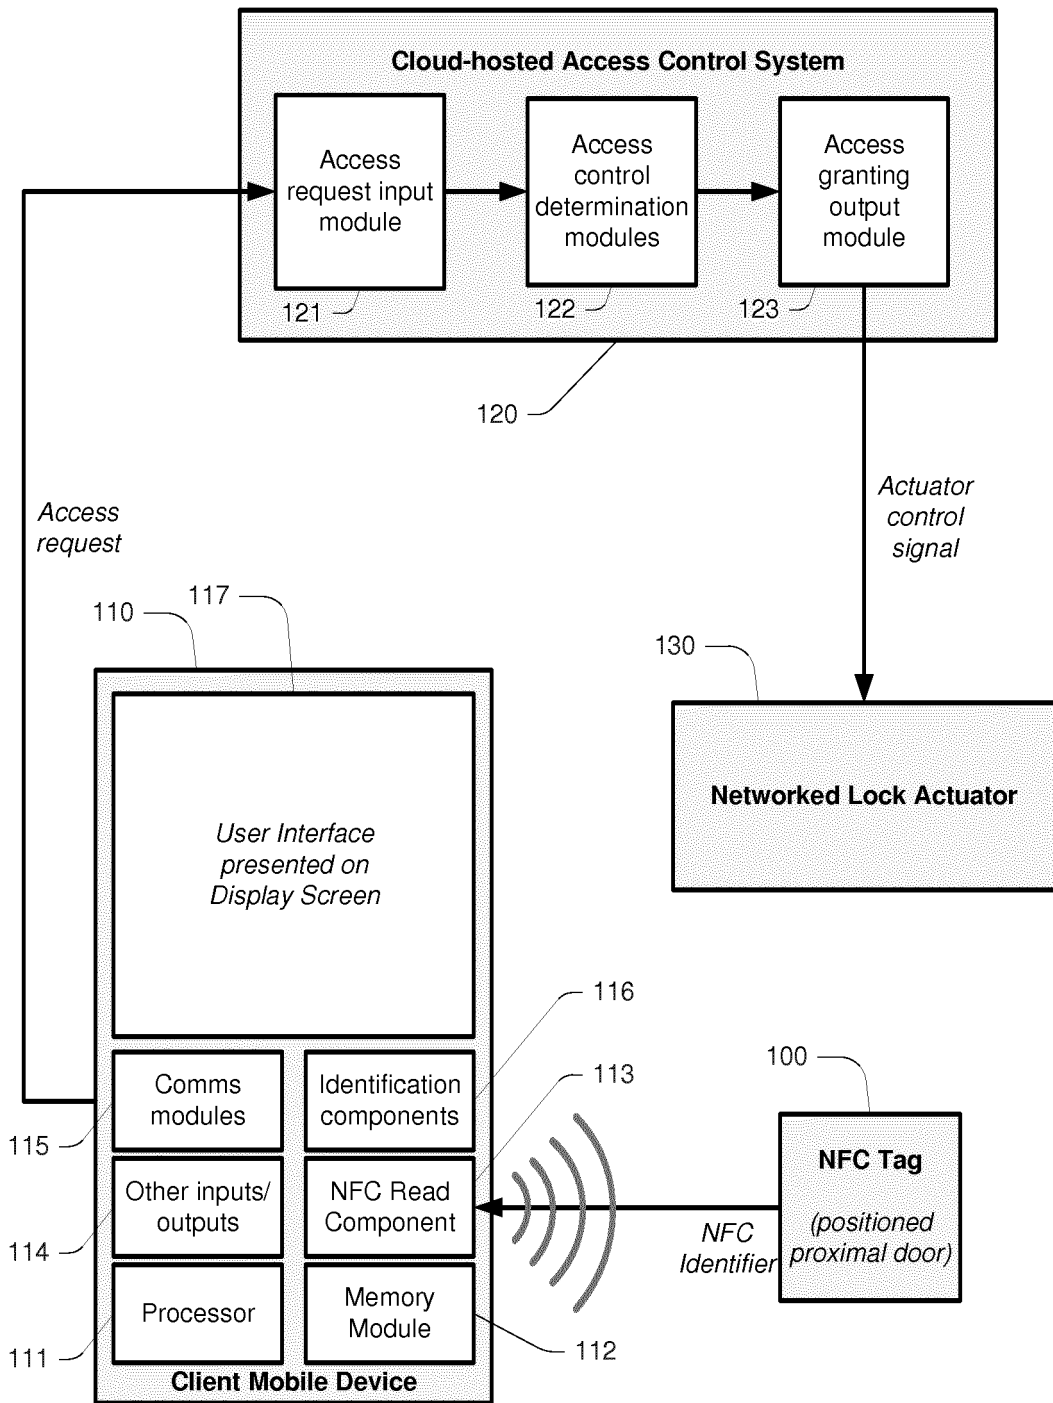 Cloud-hosted Access Control System
Access
request input
module
Access
control
determination
modules
Access
granting
output
module
121
122
123
120
Access
request
Actuator
control
signal
117
110
130
Networked Lock Actuator
User Interface
presented on
Display Screen
116
113
100
Comms
modules
Identification
components
115
Other inputs/
outputs
NFC Read
Component
114
NFC
Identifier
NFC Tag
(positioned
proximal door)
Processor
Memory
Module
111
112
Client Mobile Device